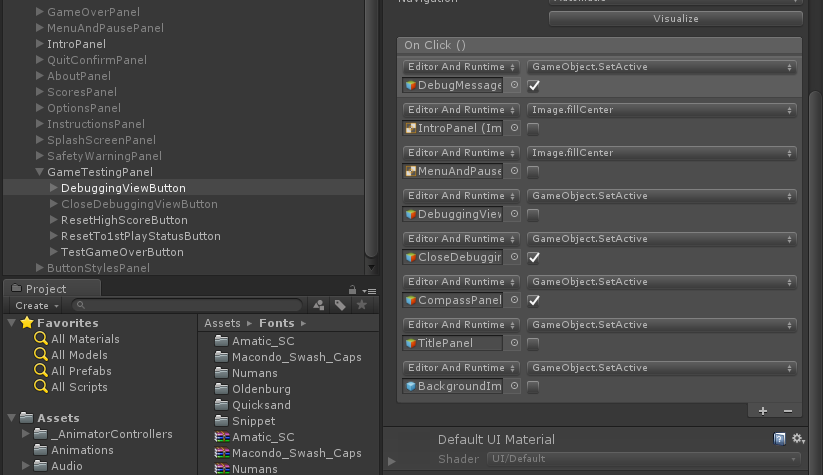 GameOverPanel
MenuAndPausePanel
IntroPanel
QuitConfirmPanel
AboutPanel
ScoresPanel
OptionsPanel
InstructionsPanel
SplashScreenPanel
SafetyWarningPanel
GameTestingPanel
DebuggingViewButton
CloseDebuggingViewButton
ResetHighScoreButton
ResetTo1stPlayStatusButton
TestGameOverButton
ButtonStylesPanel
Project
Create
Favorites
All Materials
All Models
All Prefabs
All Scripts
Assets
_AnimatorControllers
Animations
Audio
Assets Fonts
Amatic_SC
Macondo_Swash_Caps
Numans
Oldenburg
Quicksand
Snippet
Amatic_SC
Macondo_Swash_Caps
Numans
Navigation Automatic
Visualize
On Click ()
Editor And Runtime GameObject.SetActive
DebugMessage
Editor And Runtime Image.fillCenter
IntroPanel (Im
Editor And Runtime Image.fillCenter
MenuAndPause
Editor And Runtime GameObject.SetActive
DebuggingView
Editor And Runtime GameObject.SetActive
CloseDebuggin
Editor And Runtime GameObject.SetActive
CompassPanel
Editor And Runtime GameObject.SetActive
TitlePanel
Editor And Runtime GameObject.SetActive
BackgroundIm
Default UI Material
Shader UI/Default